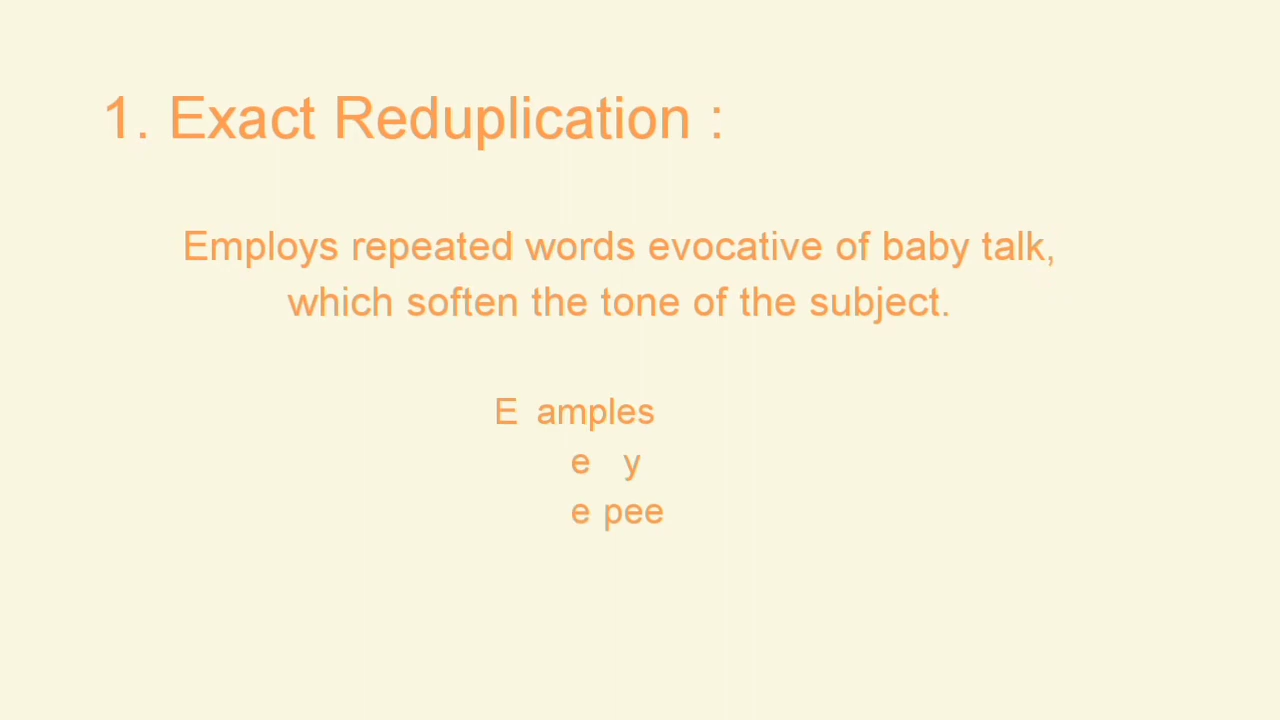 1. Exact Reduplication :
Employs repeated words evocative of baby talk,
which soften the tone of the subject.
E amples
e y
e pee